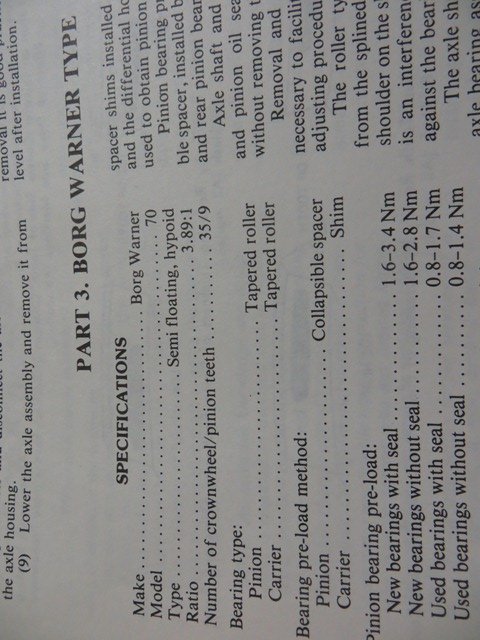 the axle housing.
(9) Lower the axle assembly and remove it from
removal it is good
level after installation.
PART 3. BORG WARNER TYPE
SPECIFICATIONS
Make ........ Borg Warner
Model ........ 70
Type ........ Semi floating, hypoid
Ratio ........ 3.89:1
Number of crownwheel/pinion teeth ........ 35/9
Bearing type:
Pinion ........ Tapered roller
Carrier ........ Tapered roller
Bearing pre-load method:
Pinion ........ Collapsible spacer
Carrier ........ Shim
Pinion bearing pre-load:
New bearings with seal ........ 1.6-3.4 Nm
New bearings without seal ........ 1.6-2.8 Nm
Used bearings with seal ........ 0.8-1.7 Nm
Used bearings without seal ........ 0.8-1.4 Nm
spacer shims installed
and the differential ho
used to obtain pinion
Pinion bearing pr
ble spacer, installed b
and rear pinion bear
Axle shaft and
and pinion oil sea
without removing t
Removal and
necessary to facili
adjusting procedu
The roller ty
from the splined
shoulder on the s
is an interferen
against the bear
The axle sh
axle bearing as